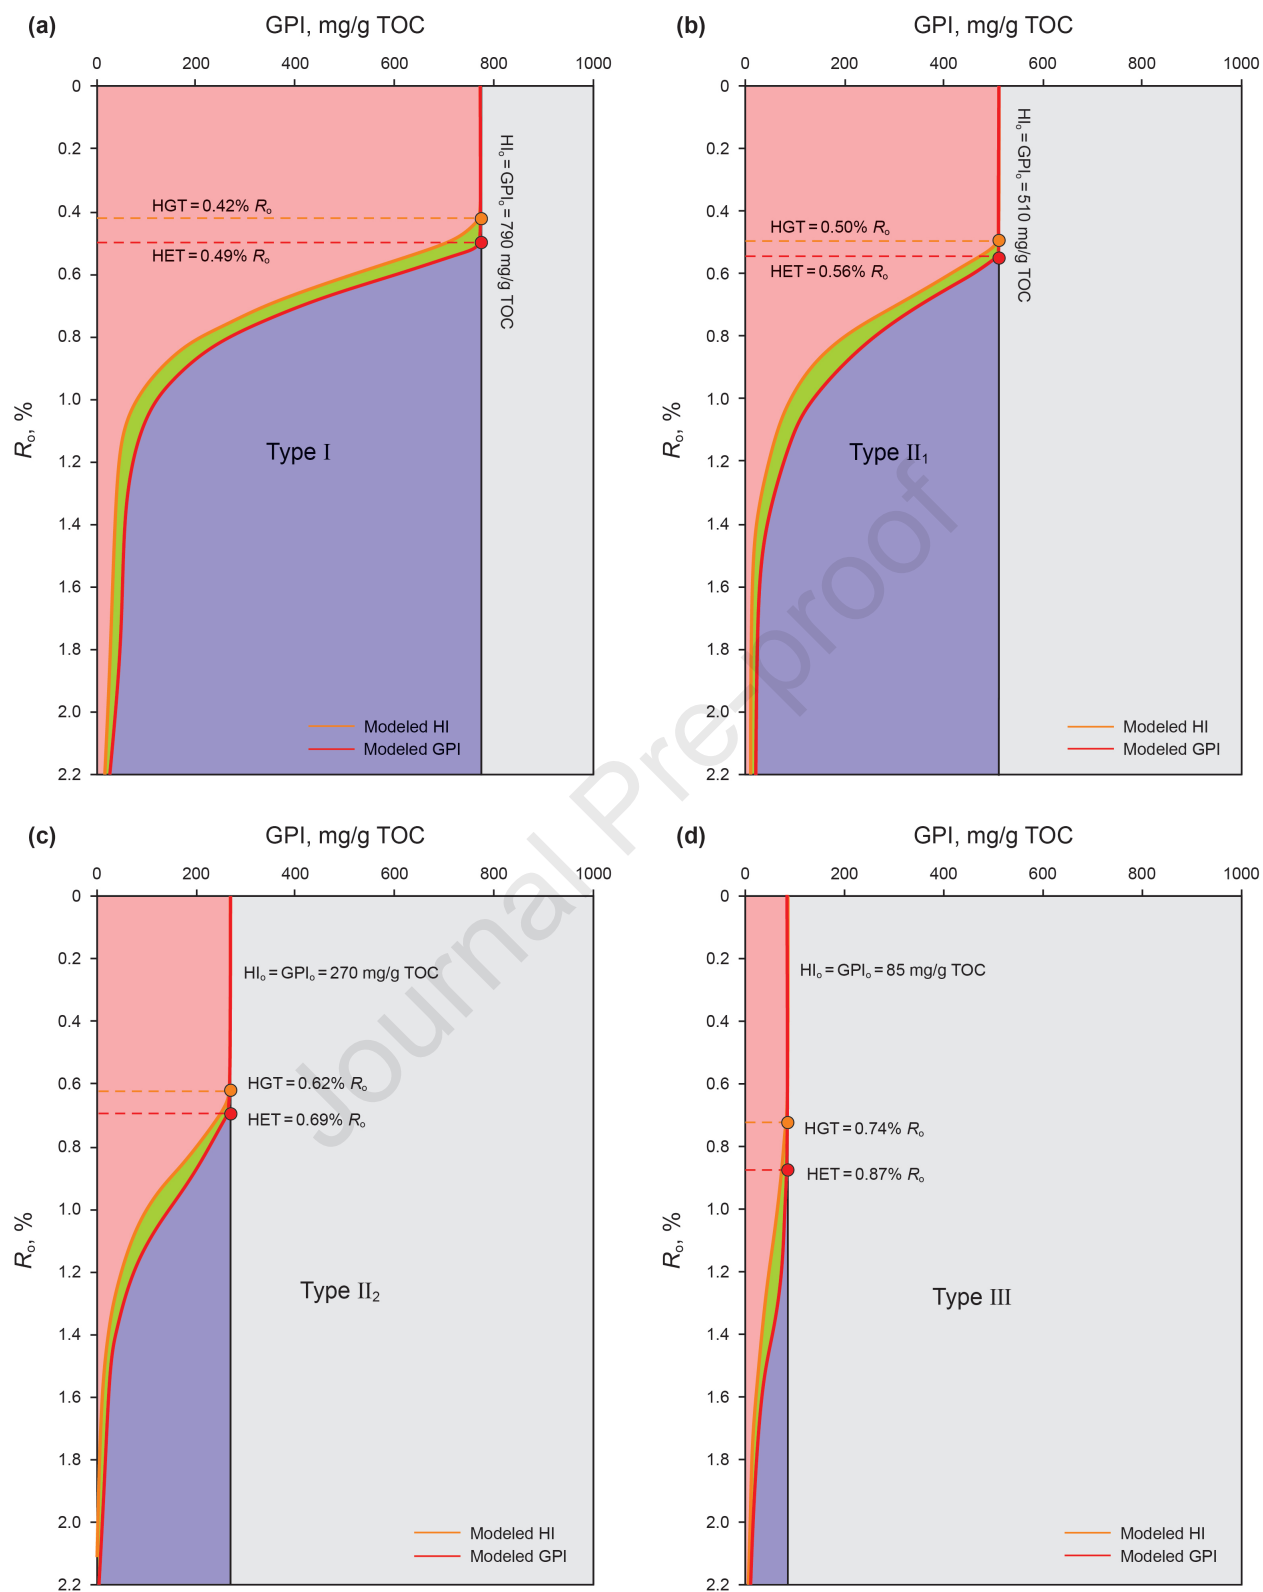 (a)
GPI, mg/g TOC
0 200 400 600 800 1000
0
0.2
0.4
0.6
0.8
1.0
1.2
1.4
1.6
1.8
2.0
2.2
Rₒ, %
HGT = 0.42% Rₒ
HET = 0.49% Rₒ
HIₒ = GPIₒ = 790 mg/g TOC
Type I
Modeled HI
Modeled GPI
(b)
GPI, mg/g TOC
0 200 400 600 800 1000
0
0.2
0.4
0.6
0.8
1.0
1.2
1.4
1.6
1.8
2.0
2.2
Rₒ, %
HGT = 0.50% Rₒ
HET = 0.56% Rₒ
HIₒ = GPIₒ = 510 mg/g TOC
Type II₁
Modeled HI
Modeled GPI
(c)
GPI, mg/g TOC
0 200 400 600 800 1000
0
0.2
0.4
0.6
0.8
1.0
1.2
1.4
1.6
1.8
2.0
2.2
Rₒ, %
HIₒ = GPIₒ = 270 mg/g TOC
HGT = 0.62% Rₒ
HET = 0.69% Rₒ
Type II₂
Modeled HI
Modeled GPI
(d)
GPI, mg/g TOC
0 200 400 600 800 1000
0
0.2
0.4
0.6
0.8
1.0
1.2
1.4
1.6
1.8
2.0
2.2
Rₒ, %
HIₒ = GPIₒ = 85 mg/g TOC
HGT = 0.74% Rₒ
HET = 0.87% Rₒ
Type III
Modeled HI
Modeled GPI
Journal Pre-proof